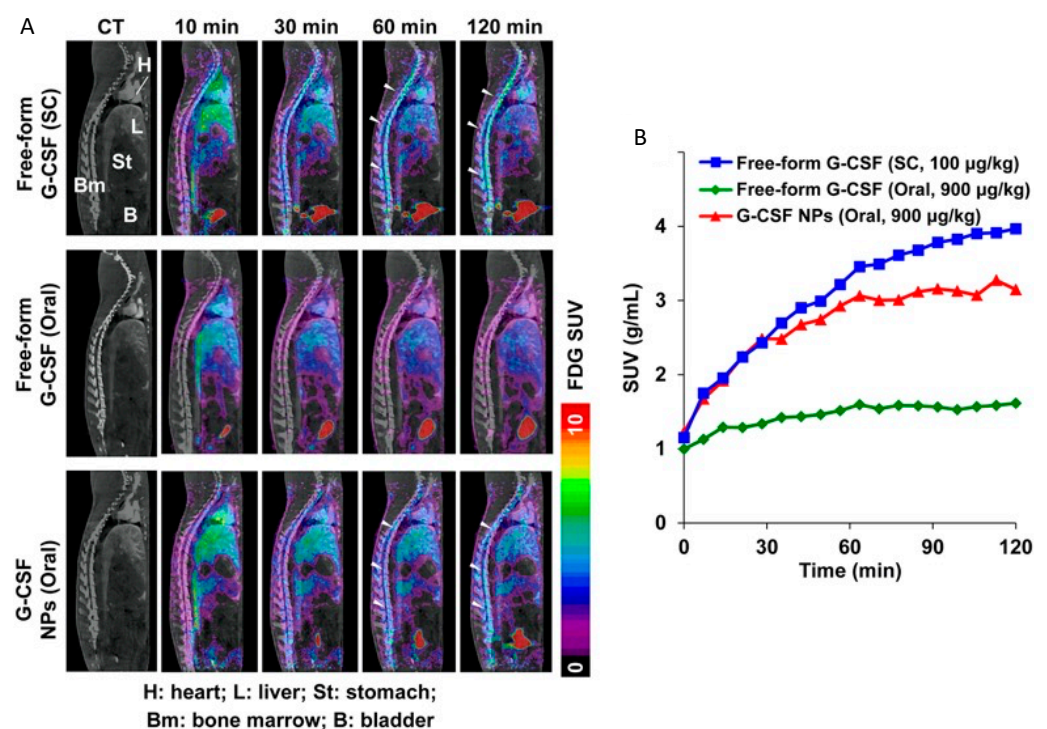 A
CT 10 min 30 min 60 min 120 min
Free-form
G-CSF (SC)
H
L
St
Bm
B
Free-form
G-CSF (Oral)
G-CSF
NPs (Oral)
FDG SUV
10
0
H: heart; L: liver; St: stomach;
Bm: bone marrow; B: bladder
B
Free-form G-CSF (SC, 100 µg/kg)
Free-form G-CSF (Oral, 900 µg/kg)
G-CSF NPs (Oral, 900 µg/kg)
SUV (g/mL)
5
4
3
2
1
0
0 30 60 90 120
Time (min)